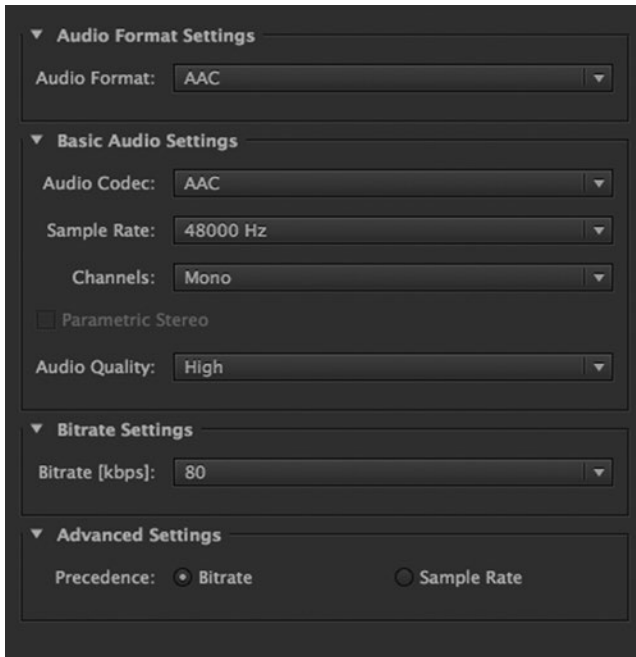 Audio Format Settings
Audio Format: AAC
Basic Audio Settings
Audio Codec: AAC
Sample Rate: 48000 Hz
Channels: Mono
Parametric Stereo
Audio Quality: High
Bitrate Settings
Bitrate [kbps]: 80
Advanced Settings
Precedence: Bitrate Sample Rate